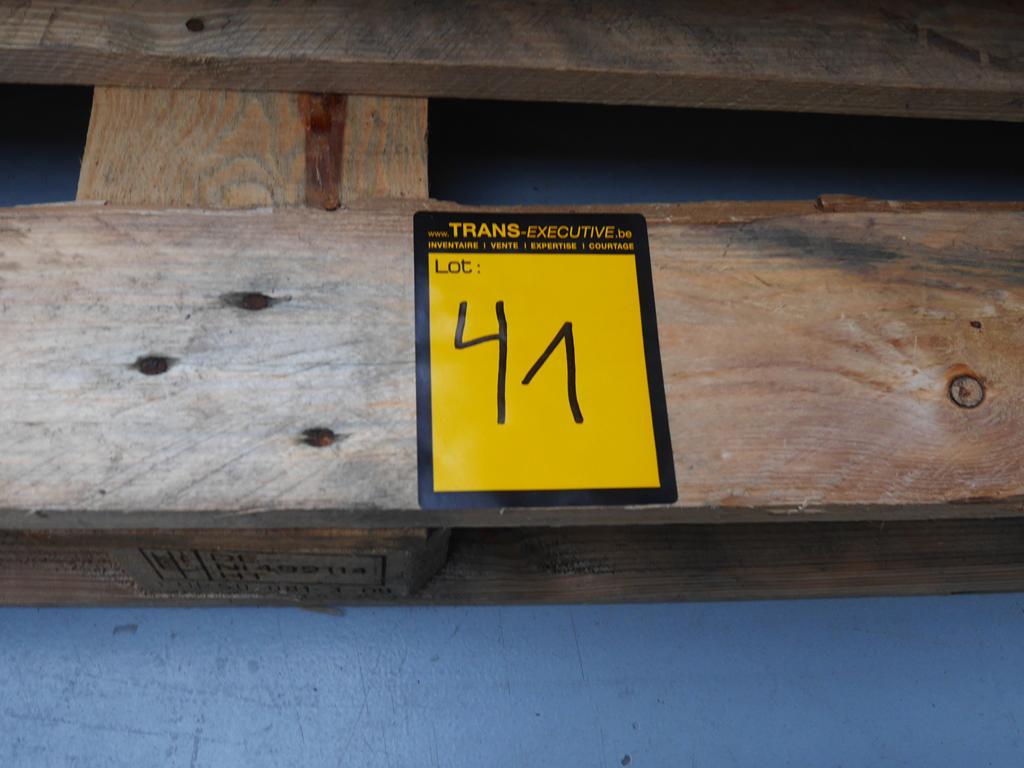 www.TRANS-EXECUTIVE.be
INVENTAIRE | VENTE | EXPERTISE | COURTAGE
Lot:
41